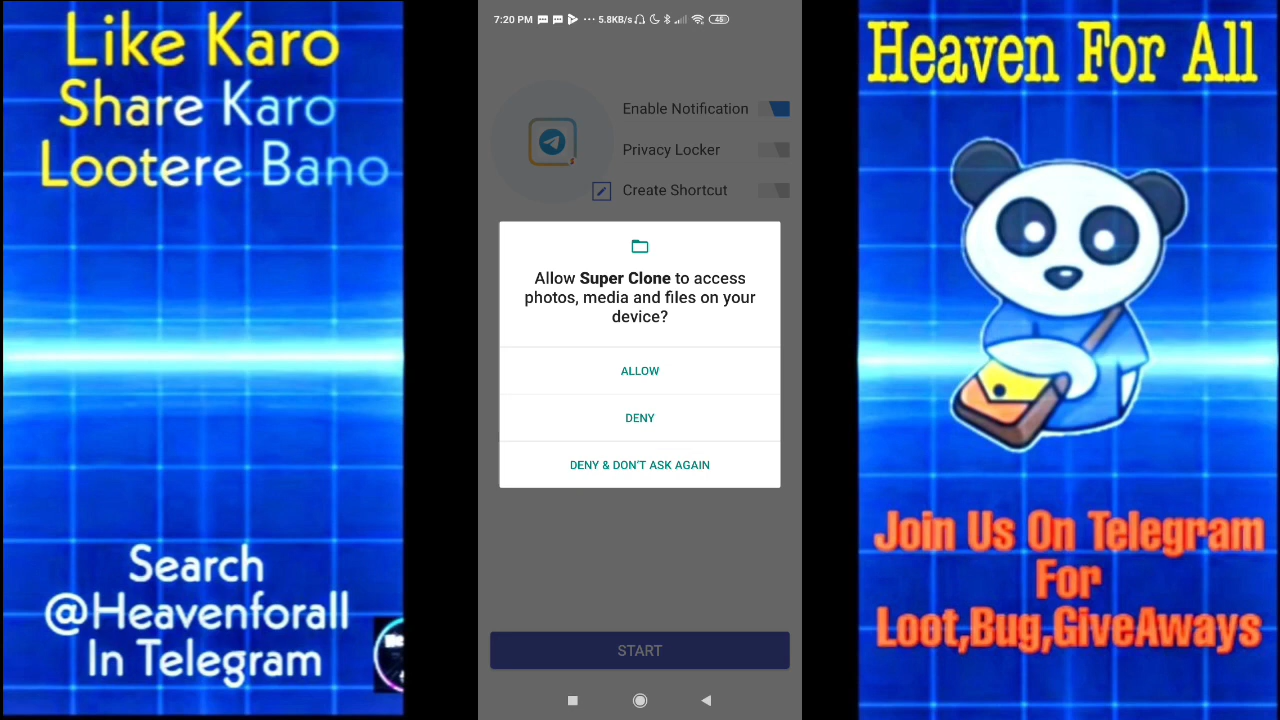 Like Karo
Share Karo
Lootere Bano
Search
@Heavenforall
In Telegram
7:20 PM
5.8KB/s
46
Enable Notification
Privacy Locker
Create Shortcut
Allow Super Clone to access
photos, media and files on your
device?
ALLOW
DENY
DENY & DON'T ASK AGAIN
START
Heaven For All
Join Us On Telegram
For
Loot,Bug,GiveAways